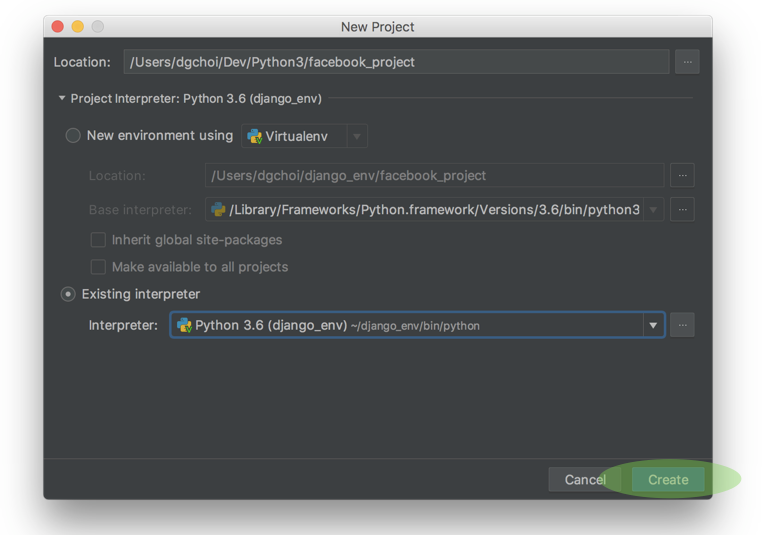 New Project
Location: /Users/dgchoi/Dev/Python3/facebook_project ...
Project Interpreter: Python 3.6 (django_env)
New environment using Virtualenv
Location: /Users/dgchoi/django_env/facebook_project ...
Base interpreter: /Library/Frameworks/Python.framework/Versions/3.6/bin/python3 ...
Inherit global site-packages
Make available to all projects
Existing interpreter
Interpreter: Python 3.6 (django_env) ~/django_env/bin/python ...
Cancel Create